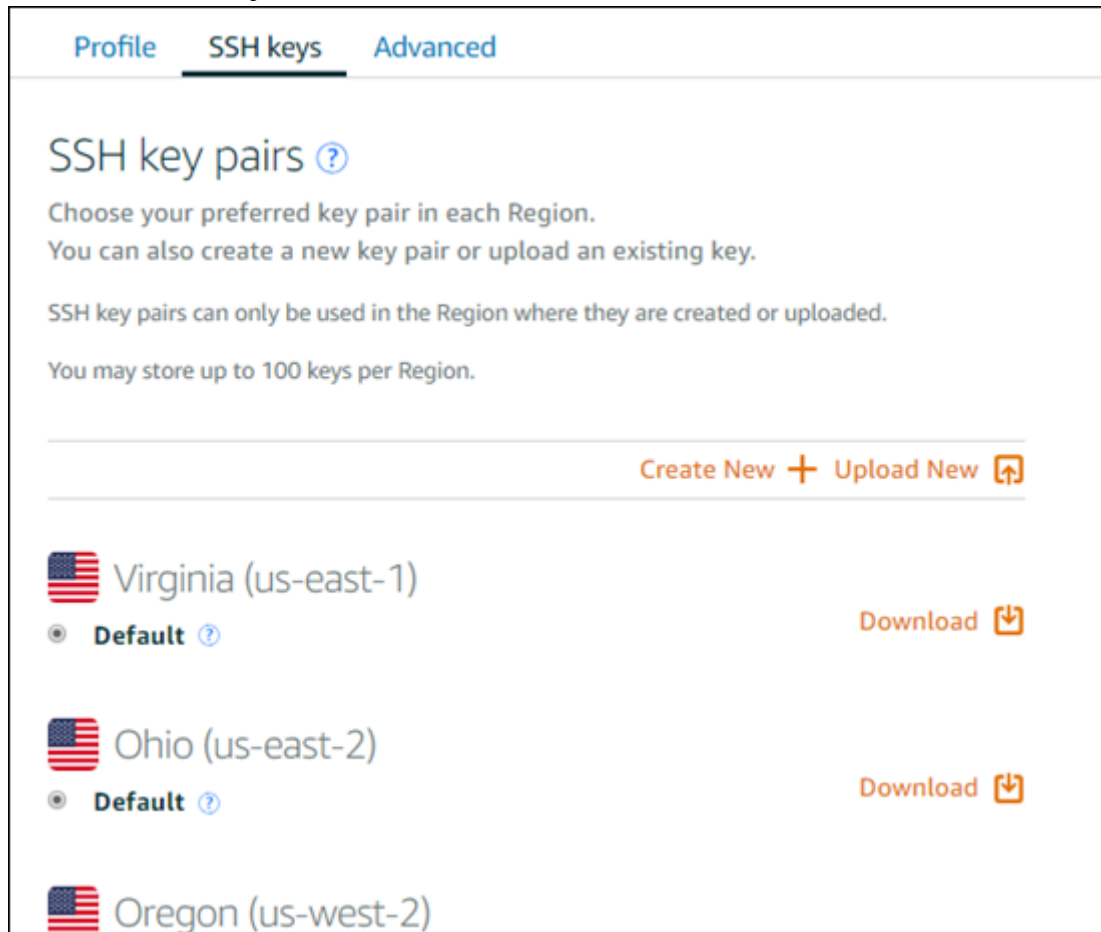 Profile SSH keys Advanced
SSH key pairs ?
Choose your preferred key pair in each Region.
You can also create a new key pair or upload an existing key.
SSH key pairs can only be used in the Region where they are created or uploaded.
You may store up to 100 keys per Region.
Create New + Upload New
Virginia (us-east-1)
Default ? Download
Ohio (us-east-2)
Default ? Download
Oregon (us-west-2)